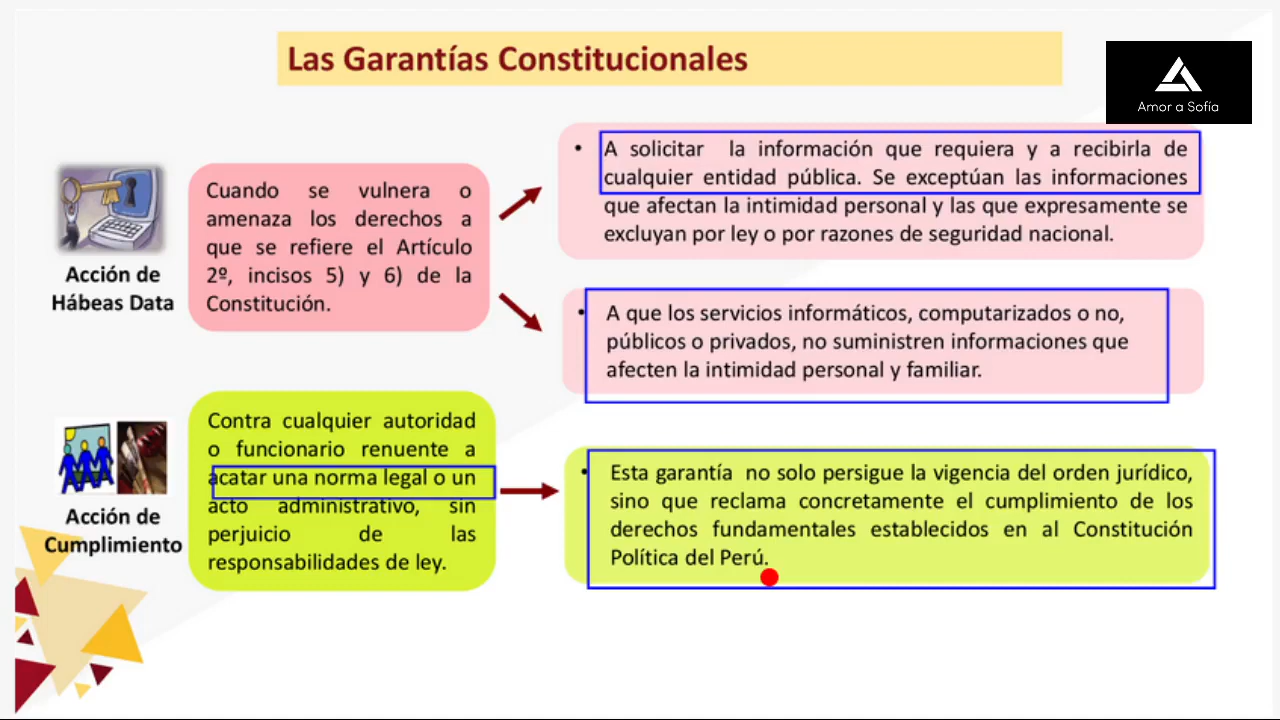 Las Garantías Constitucionales
Amor a Sofía
Acción de
Hábeas Data
Cuando se vulnera o
amenaza los derechos a
que se refiere el Artículo
2º, incisos 5) y 6) de la
Constitución.
• A solicitar la información que requiera y a recibirla de
cualquier entidad pública. Se exceptúan las informaciones
que afectan la intimidad personal y las que expresamente se
excluyan por ley o por razones de seguridad nacional.
• A que los servicios informáticos, computarizados o no,
públicos o privados, no suministren informaciones que
afecten la intimidad personal y familiar.
Acción de
Cumplimiento
Contra cualquier autoridad
o funcionario renuente a
acatar una norma legal o un
acto administrativo, sin
perjuicio de las
responsabilidades de ley.
• Esta garantía no solo persigue la vigencia del orden jurídico,
sino que reclama concretamente el cumplimiento de los
derechos fundamentales establecidos en al Constitución
Política del Perú.